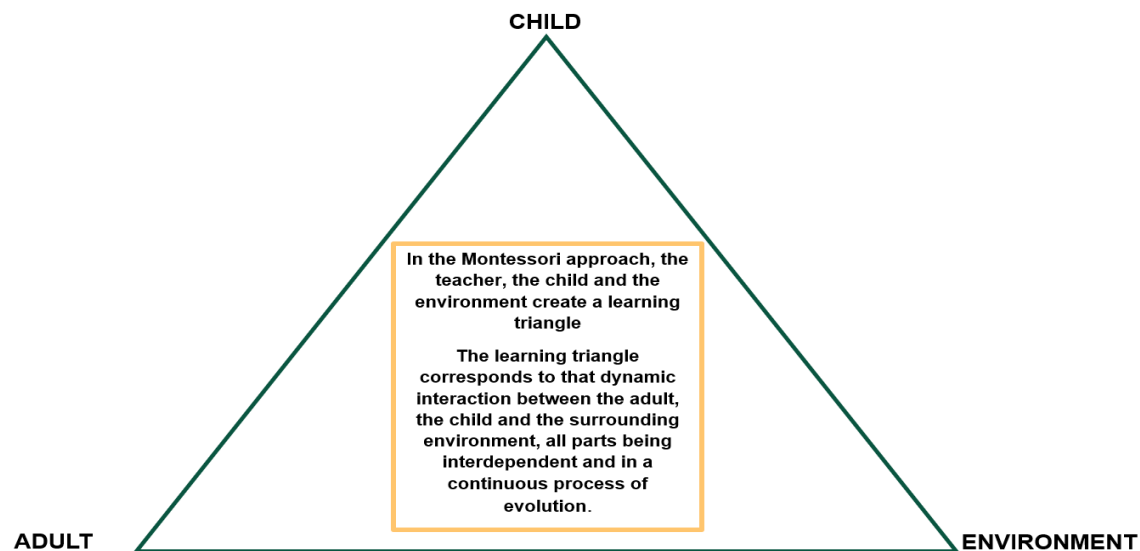 CHILD
In the Montessori approach, the
teacher, the child and the
environment create a learning
triangle
The learning triangle
corresponds to that dynamic
interaction between the adult,
the child and the surrounding
environment, all parts being
interdependent and in a
continuous process of
evolution.
ADULT
ENVIRONMENT